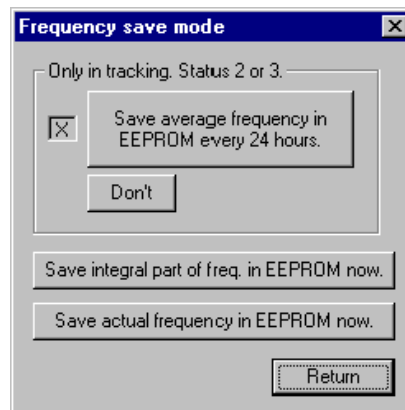 Frequency save mode
Only in tracking. Status 2 or 3.
X
Save average frequency in
EEPROM every 24 hours.
Don't
Save integral part of freq. in EEPROM now.
Save actual frequency in EEPROM now.
Return